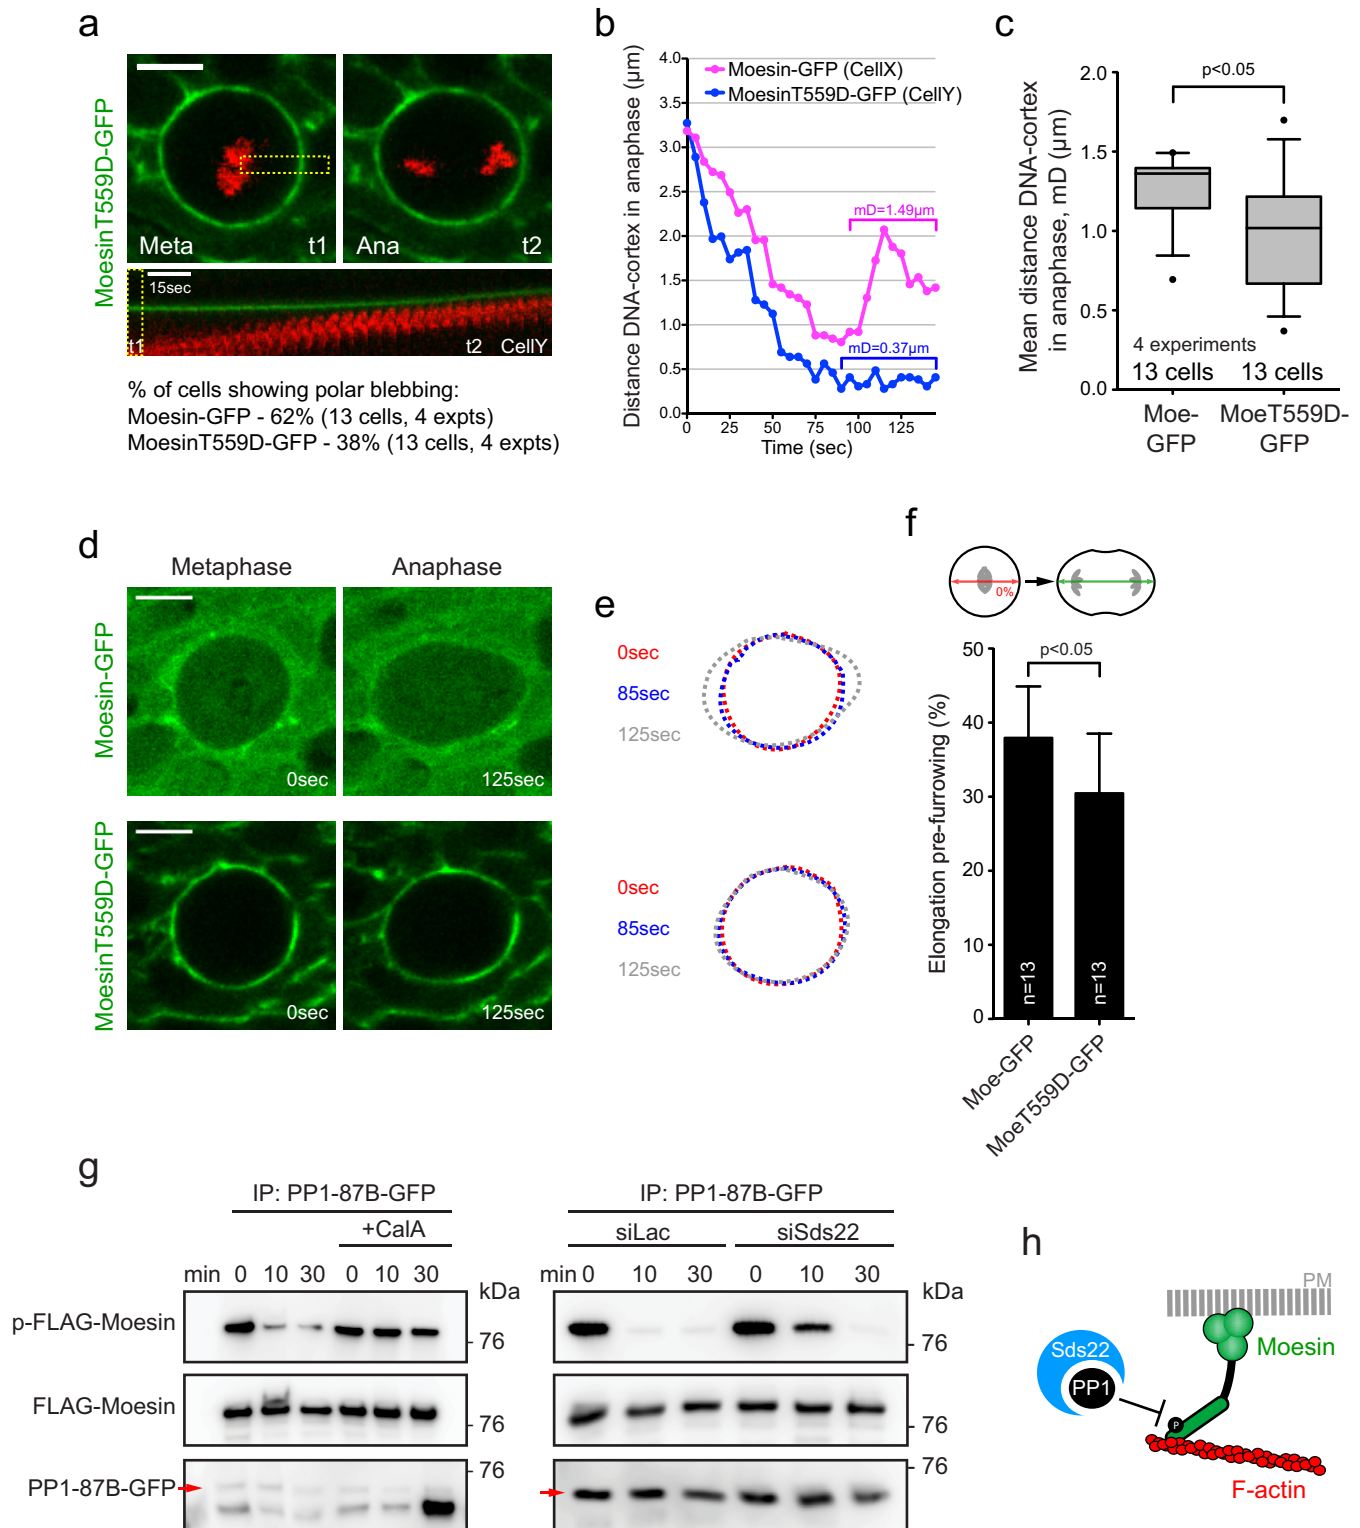 a
MoesinT559D-GFP
Meta
t1
Ana
t2
15sec
t1
t2
CellY
% of cells showing polar blebbing:
Moesin-GFP - 62% (13 cells, 4 expts)
MoesinT559D-GFP - 38% (13 cells, 4 expts)
b
Distance DNA-cortex in anaphase (µm)
4.0
3.5
3.0
2.5
2.0
1.5
1.0
0.5
0.0
Moesin-GFP (CellX)
MoesinT559D-GFP (CellY)
mD=1.49µm
mD=0.37µm
0
25
50
75
100
125
Time (sec)
c
Mean distance DNA-cortex
in anaphase, mD (µm)
2.0
1.5
1.0
0.5
0.0
p<0.05
4 experiments
13 cells
13 cells
Moe-
GFP
MoeT559D-
GFP
d
Metaphase
Anaphase
Moesin-GFP
0sec
125sec
MoesinT559D-GFP
0sec
125sec
e
0sec
85sec
125sec
0sec
85sec
125sec
f
0%
Elongation pre-furrowing (%)
50
40
30
20
10
0
p<0.05
n=13
n=13
Moe-GFP
MoeT559D-GFP
g
IP: PP1-87B-GFP
+CalA
min 0 10 30 0 10 30
kDa
p-FLAG-Moesin
76
FLAG-Moesin
76
PP1-87B-GFP
76
IP: PP1-87B-GFP
siLac
siSds22
min 0 10 30 0 10 30
kDa
76
76
76
h
PM
Sds22
PP1
Moesin
P
F-actin